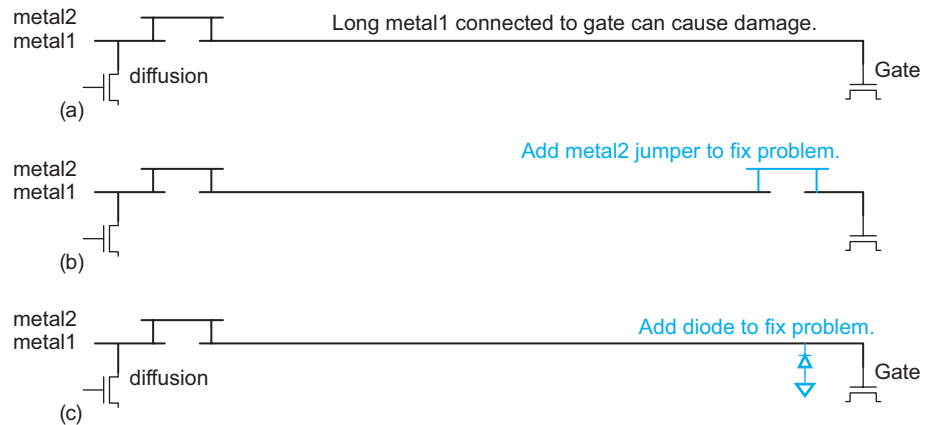 metal2
metal1
Long metal1 connected to gate can cause damage.
diffusion
Gate
(a)
Add metal2 jumper to fix problem.
metal2
metal1
(b)
Add diode to fix problem.
metal2
metal1
diffusion
Gate
(c)